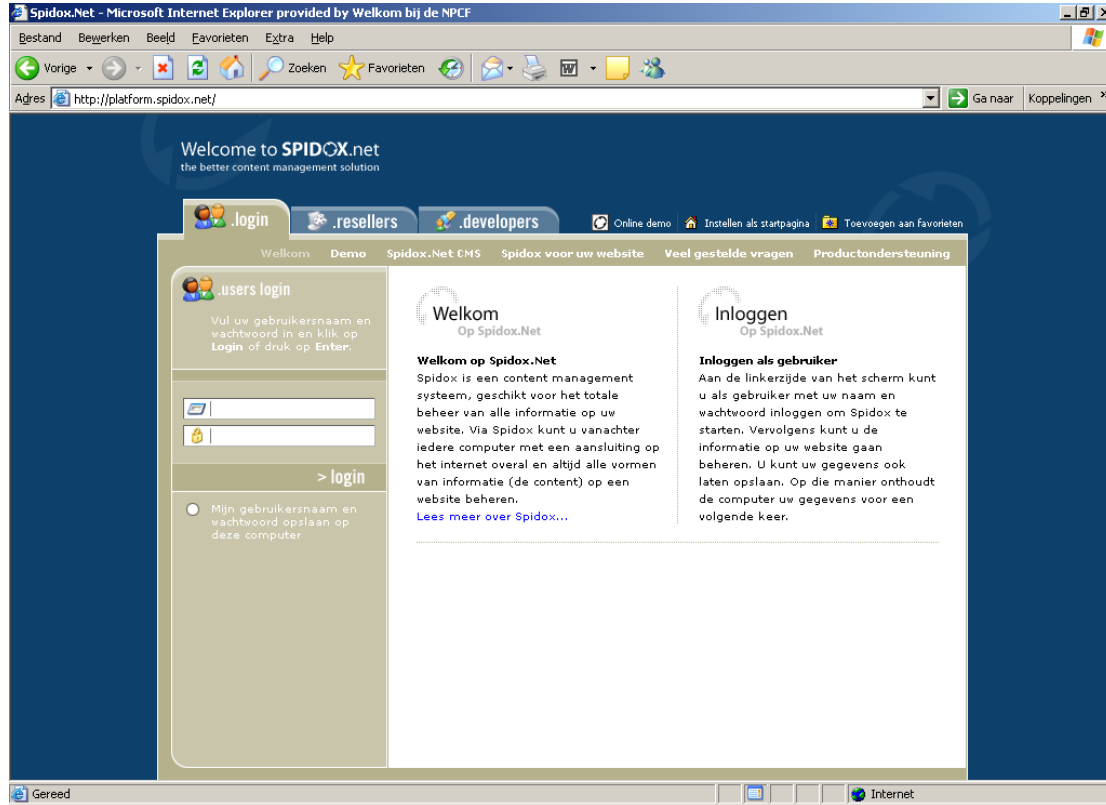 Spidox.Net - Microsoft Internet Explorer provided by Welkom bij de NPCF
Bestand Bewerken Beeld Favorieten Extra Help
Vorige Zoeken Favorieten
Adres http://platform.spidox.net/ Ga naar Koppelingen »
Welcome to SPIDOX.net
the better content management solution
.login .resellers .developers Online demo Instellen als startpagina Toevoegen aan favorieten
Welkom Demo Spidox.Net CMS Spidox voor uw website Veel gestelde vragen Productondersteuning
.users login
Vul uw gebruikersnaam en
wachtwoord in en klik op
Login of druk op Enter.
> login
Mijn gebruikersnaam en
wachtwoord opslaan op
deze computer
Welkom
Op Spidox.Net
Welkom op Spidox.Net
Spidox is een content management
systeem, geschikt voor het totale
beheer van alle informatie op uw
website. Via Spidox kunt u vanachter
iedere computer met een aansluiting op
het internet overal en altijd alle vormen
van informatie (de content) op een
website beheren.
Lees meer over Spidox...
Inloggen
Op Spidox.Net
Inloggen als gebruiker
Aan de linkerzijde van het scherm kunt
u als gebruiker met uw naam en
wachtwoord inloggen om Spidox te
starten. Vervolgens kunt u de
informatie op uw website gaan
beheren. U kunt uw gegevens ook
laten opslaan. Op die manier onthoudt
de computer uw gegevens voor een
volgende keer.
Gereed Internet